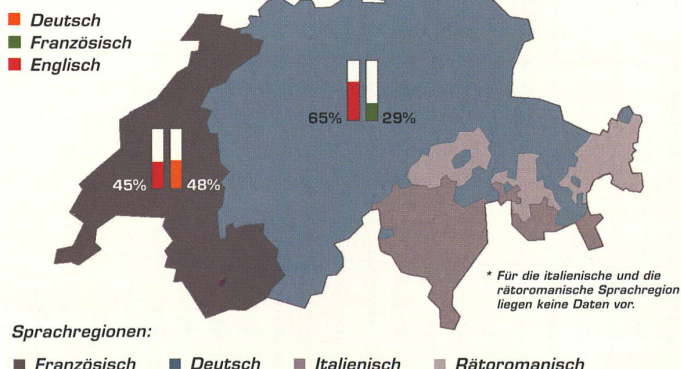 Deutsch
Französisch
Englisch
65% 29%
45% 48%
* Für die italienische und die
rätoromanische Sprachregion
liegen keine Daten vor.
Sprachregionen:
Französisch Deutsch Italienisch Rätoromanisch